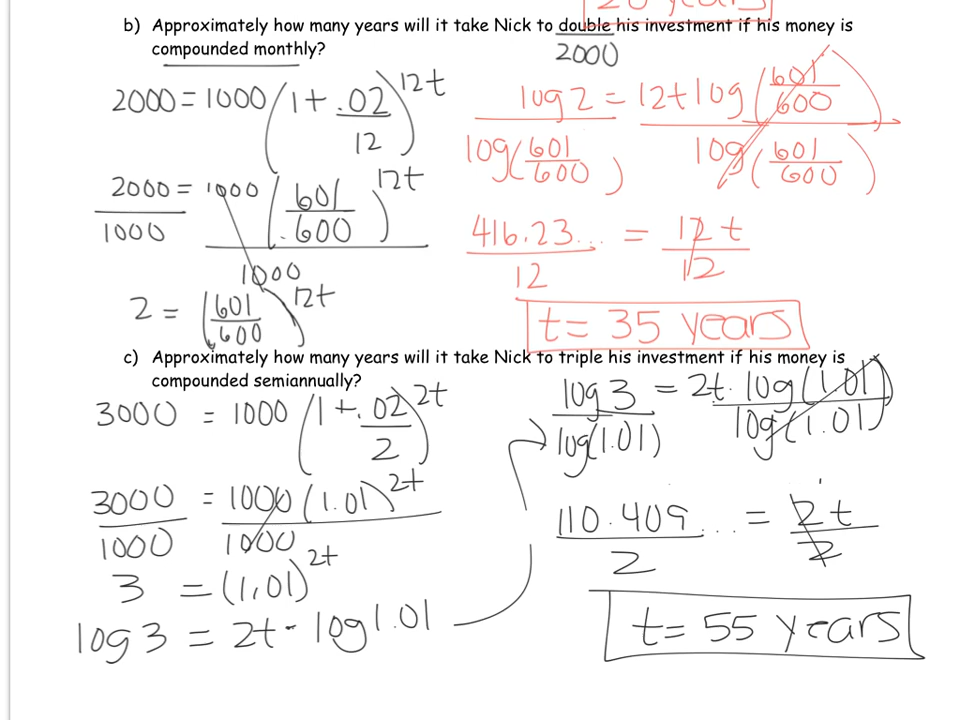 b) Approximately how many years will it take Nick to double his investment if his money is
compounded monthly?
2000
2000 = 1000 (1 + .02/12)^12t
2000/1000 = 1000 (601/600)^12t / 1000
2 = (601/600)^12t
log 2 / log(601/600) = 12t log(601/600) / log(601/600)
416.23... / 12 = 12t / 12
t = 35 years
c) Approximately how many years will it take Nick to triple his investment if his money is
compounded semiannually?
3000 = 1000 (1 + .02/2)^2t
3000/1000 = 1000 (1.01)^2t / 1000
3 = (1.01)^2t
log 3 = 2t · log 1.01
log 3 / log(1.01) = 2t · log(1.01) / log(1.01)
110.409... / 2 = 2t / 2
t = 55 years